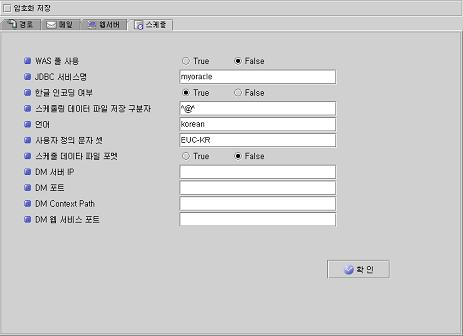 암호화 저장
경로 메일 웹서버 스케줄
WAS 풀 사용 True False
JDBC 서비스명 myoracle
한글 인코딩 여부 True False
스케줄링 데이터 파일 저장 구분자 ^@^
언어 korean
사용자 정의 문자 셋 EUC-KR
스케줄 데이타 파일 포맷 True False
DM 서버 IP
DM 포트
DM Context Path
DM 웹 서비스 포트
확 인